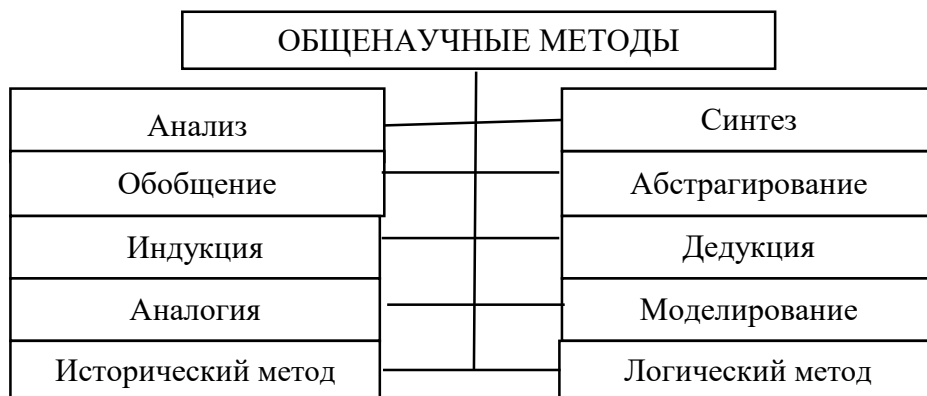 ОБЩЕНАУЧНЫЕ МЕТОДЫ
Анализ
Синтез
Обобщение
Абстрагирование
Индукция
Дедукция
Аналогия
Моделирование
Исторический метод
Логический метод